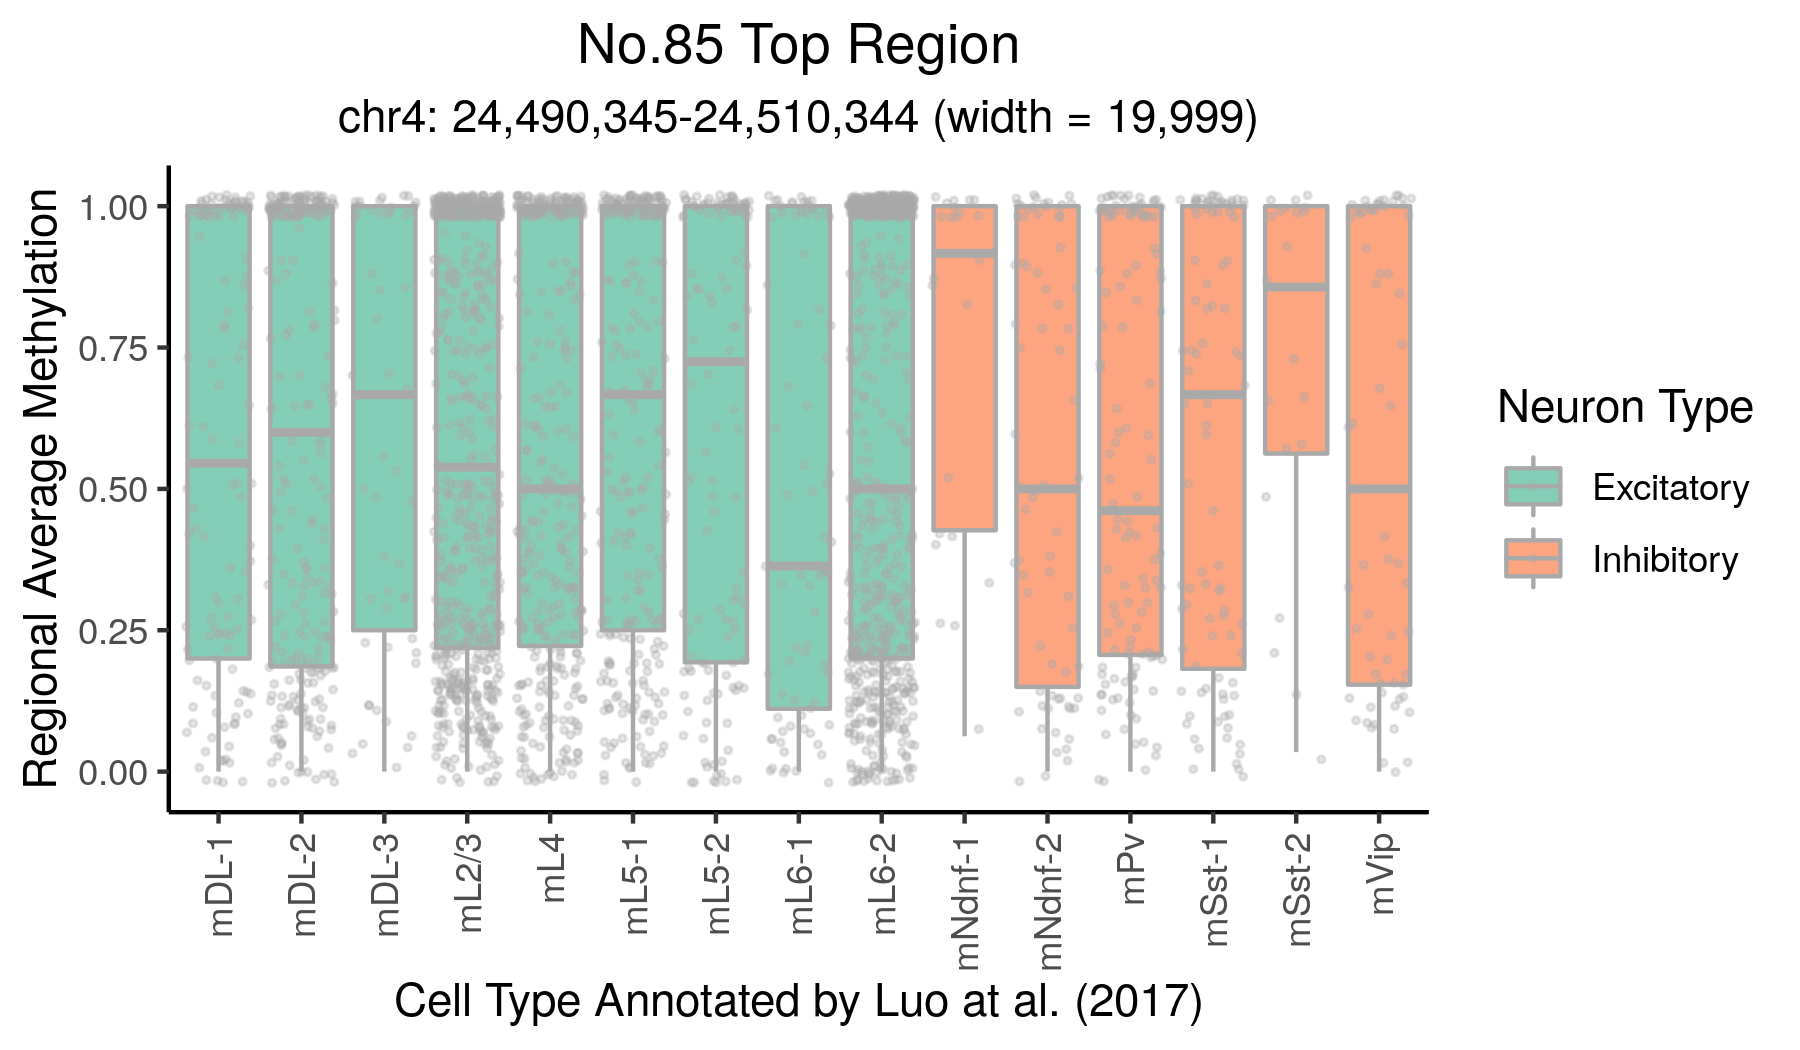 No.85 Top Region
chr4: 24,490,345-24,510,344 (width = 19,999)
Regional Average Methylation
1.00
0.75
0.50
0.25
0.00
mDL-1
mDL-2
mDL-3
mL2/3
mL4
mL5-1
mL5-2
mL6-1
mL6-2
mNdnf-1
mNdnf-2
mPv
mSst-1
mSst-2
mVip
Cell Type Annotated by Luo at al. (2017)
Neuron Type
Excitatory
Inhibitory